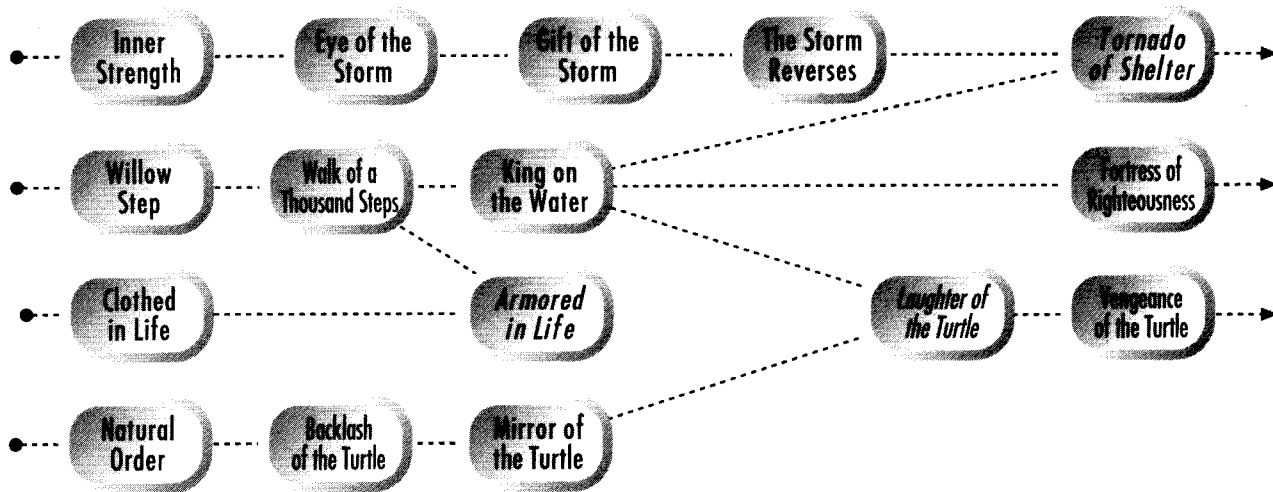 Inner
Strength
Eye of the
Storm
Gift of the
Storm
The Storm
Reverses
Tornado
of Shelter
Willow
Step
Walk of a
Thousand Steps
King on
the Water
Fortress of
Righteousness
Clothed
in Life
Armored
in Life
Laughter of
the Turtle
Vengeance
of the Turtle
Natural
Order
Backlash
of the Turtle
Mirror of
the Turtle